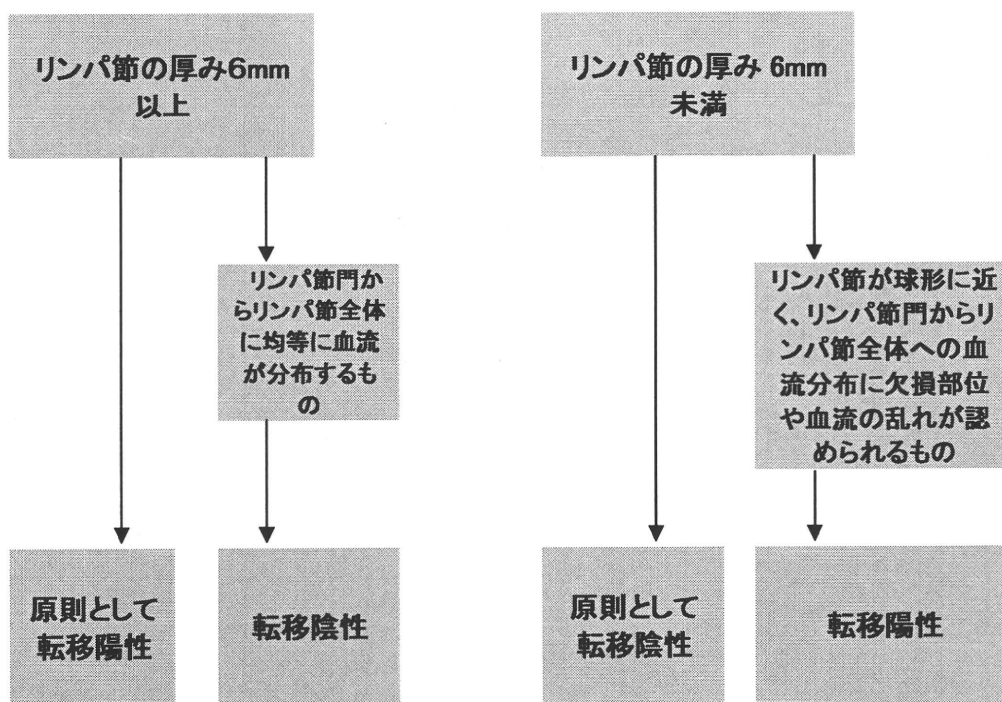 リンパ節の厚み6mm
以上
リンパ節の厚み 6mm
未満
リンパ節門か
らリンパ節全体
に均等に血流
が分布するも
の
リンパ節が球形に近
く、リンパ節門からリ
ンパ節全体への血
流分布に欠損部位
や血流の乱れが認
められるもの
原則として
転移陽性
転移陰性
原則として
転移陰性
転移陽性